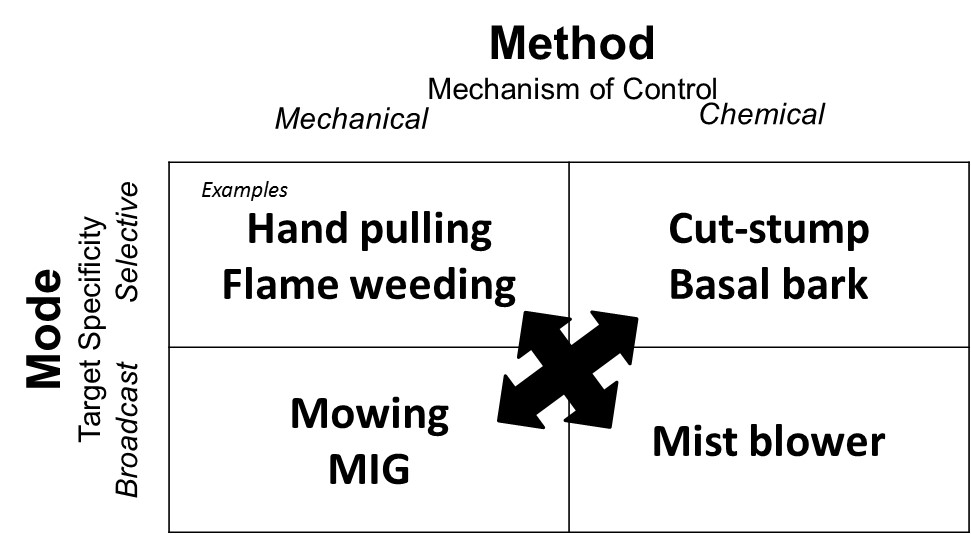 Method
Mechanism of Control
Mechanical
Chemical
Mode
Target Specificity
Selective
Broadcast
Examples
Hand pulling
Flame weeding
Cut-stump
Basal bark
Mowing
MIG
Mist blower